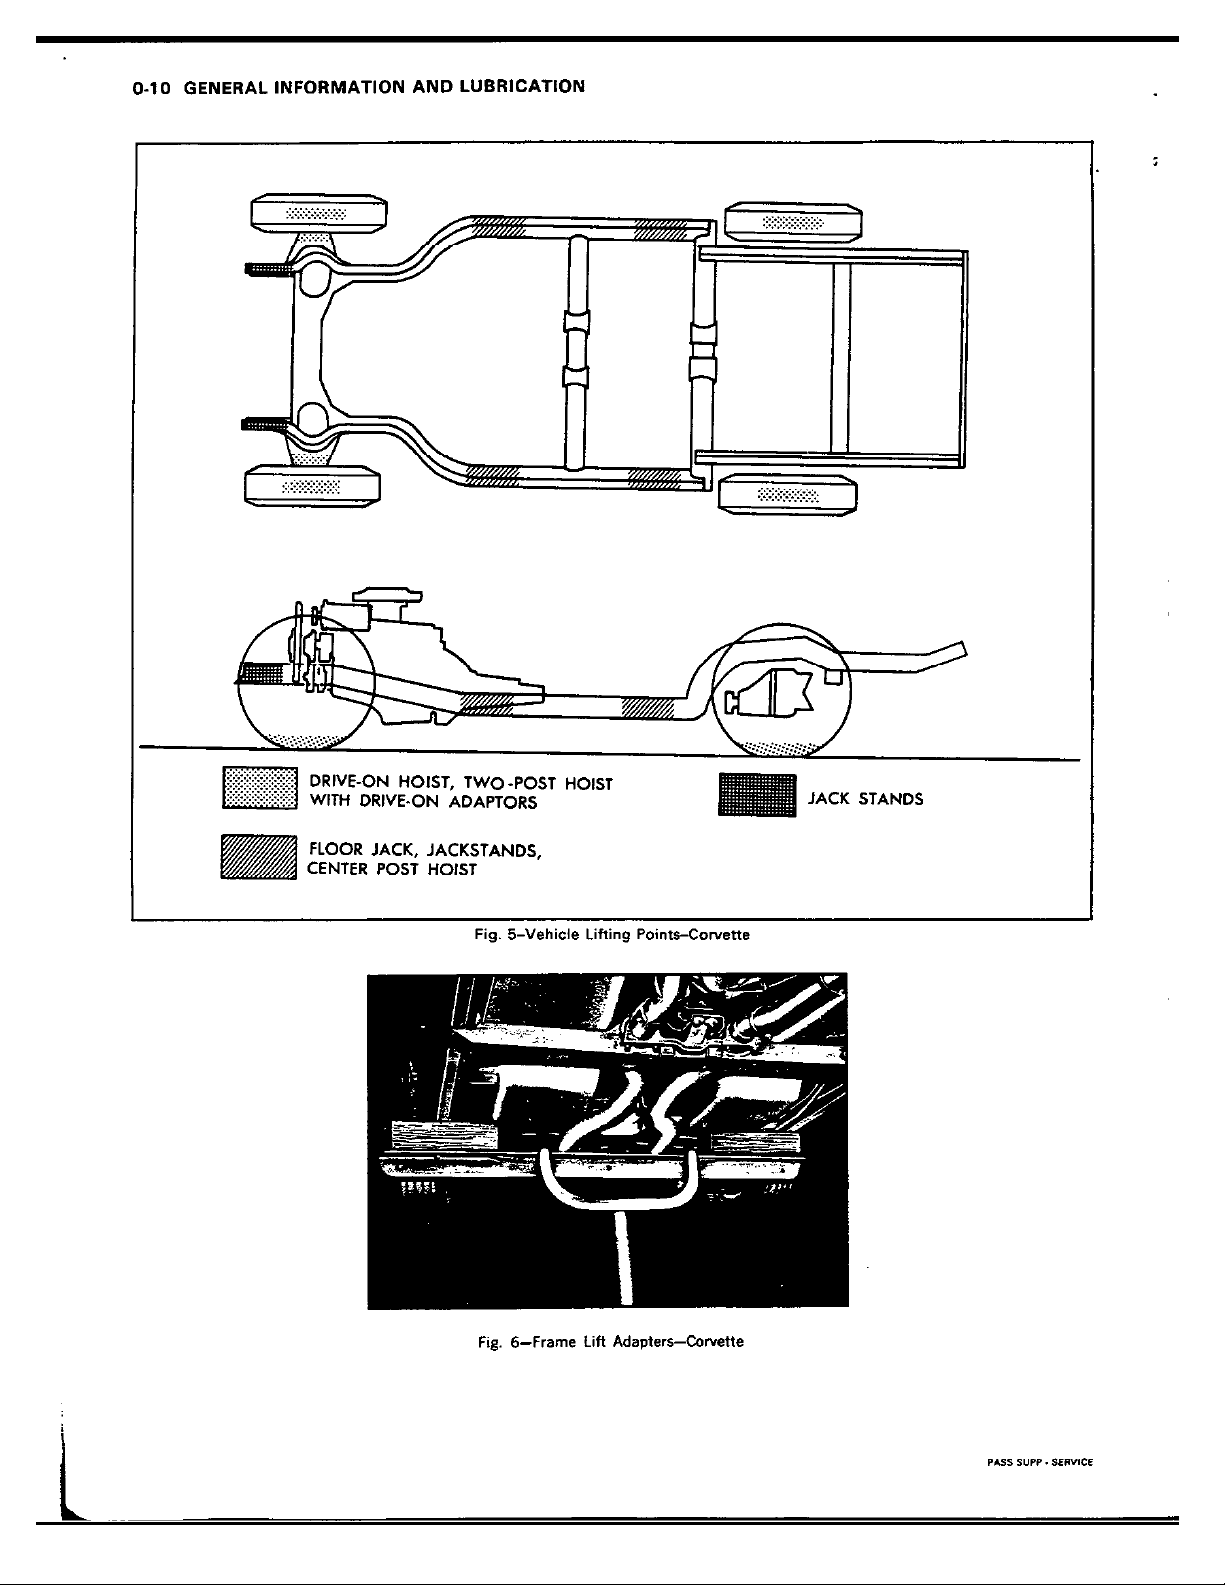 0-10 GENERAL INFORMATION AND LUBRICATION
DRIVE-ON HOIST, TWO-POST HOIST
WITH DRIVE-ON ADAPTORS
JACK STANDS
FLOOR JACK, JACKSTANDS,
CENTER POST HOIST
Fig. 5-Vehicle Lifting Points-Corvette
Fig. 6-Frame Lift Adapters-Corvette
PASS SUPP - SERVICE